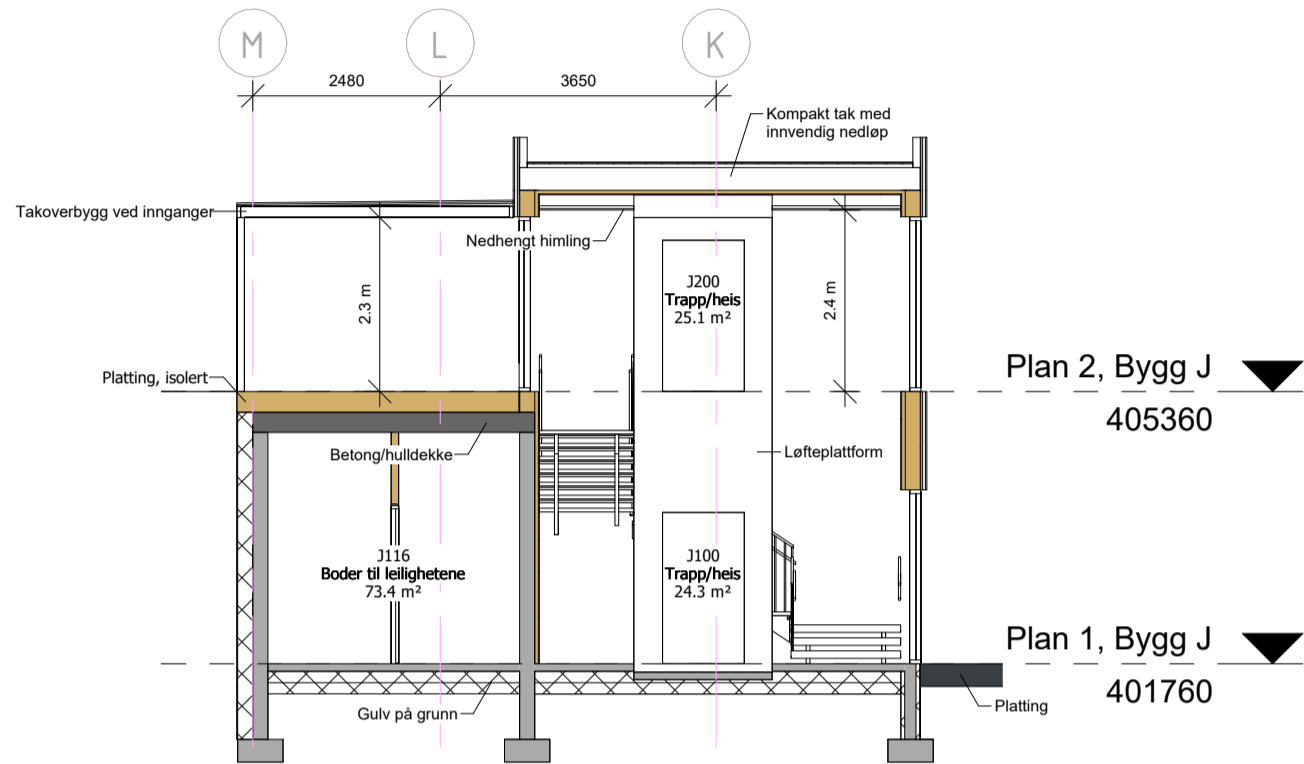 M
L
K
2480
3650
Kompakt tak med
innvendig nedløp
Takoverbygg ved innganger
Nedhengt himling
J200
Trapp/heis
25.1 m²
2.3 m
2.4 m
Plan 2, Bygg J
405360
Platting, isolert
Betong/hulldekke
Løfteplattform
J116
Boder til leilighetene
73.4 m²
J100
Trapp/heis
24.3 m²
Plan 1, Bygg J
401760
Gulv på grunn
Platting